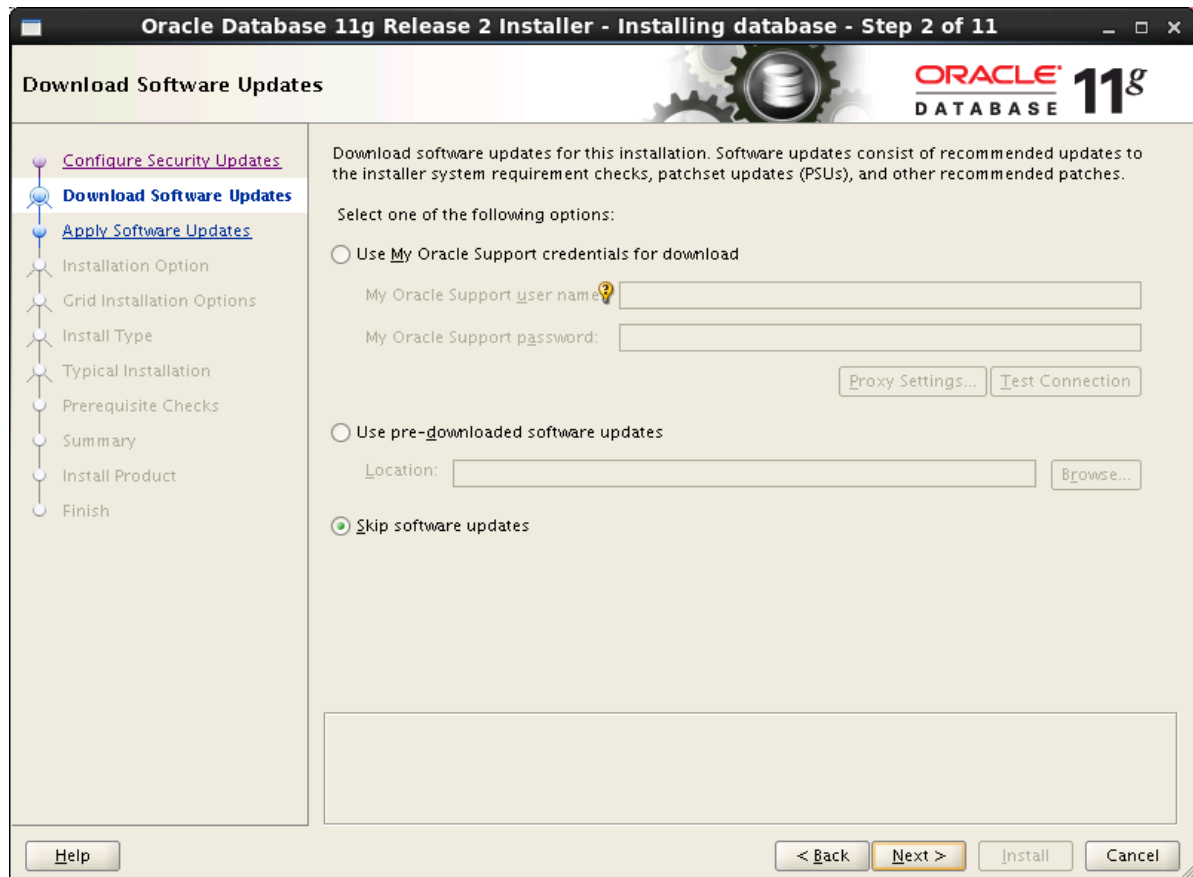 Oracle Database 11g Release 2 Installer - Installing database - Step 2 of 11
Download Software Updates
ORACLE
DATABASE
11g
Configure Security Updates
Download Software Updates
Apply Software Updates
Installation Option
Grid Installation Options
Install Type
Typical Installation
Prerequisite Checks
Summary
Install Product
Finish
Download software updates for this installation. Software updates consist of recommended updates to
the installer system requirement checks, patchset updates (PSUs), and other recommended patches.
Select one of the following options:
Use My Oracle Support credentials for download
My Oracle Support user name
My Oracle Support password:
Proxy Settings... Test Connection
Use pre-downloaded software updates
Location: Browse...
Skip software updates
Help < Back Next > Install Cancel